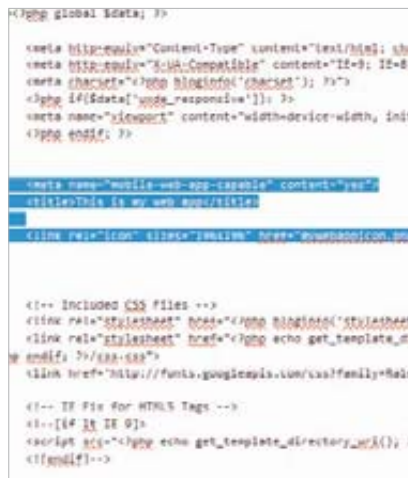 <?php global $data; ?>
<meta http-equiv="Content-Type" content="text/html; cha
<meta http-equiv="X-UA-Compatible" content="IE=9; IE=8
<meta charset="<?php bloginfo('charset'); ?>">
<?php if($data[' _responsive']): ?>
<meta name="viewport" content="width=device-width, init
<?php endif; ?>
<meta name="mobile-web-app-capable" content="yes">
<title>This is my web app</title>
<link rel="icon" sizes="196x196" href="mywebappicon.pn
<!-- Included CSS Files -->
<link rel="stylesheet" href="<?php bloginfo('stylesheet
<link rel="stylesheet" href="<?php echo get_template_d
p endif; ?>/css.css">
<link href='http://fonts.googleapis.com/css?family=Ral
<!-- IE Fix for HTML5 Tags -->
<!--[if lt IE 9]>
<script src="<?php echo get_template_directory_uri();
<![endif]-->